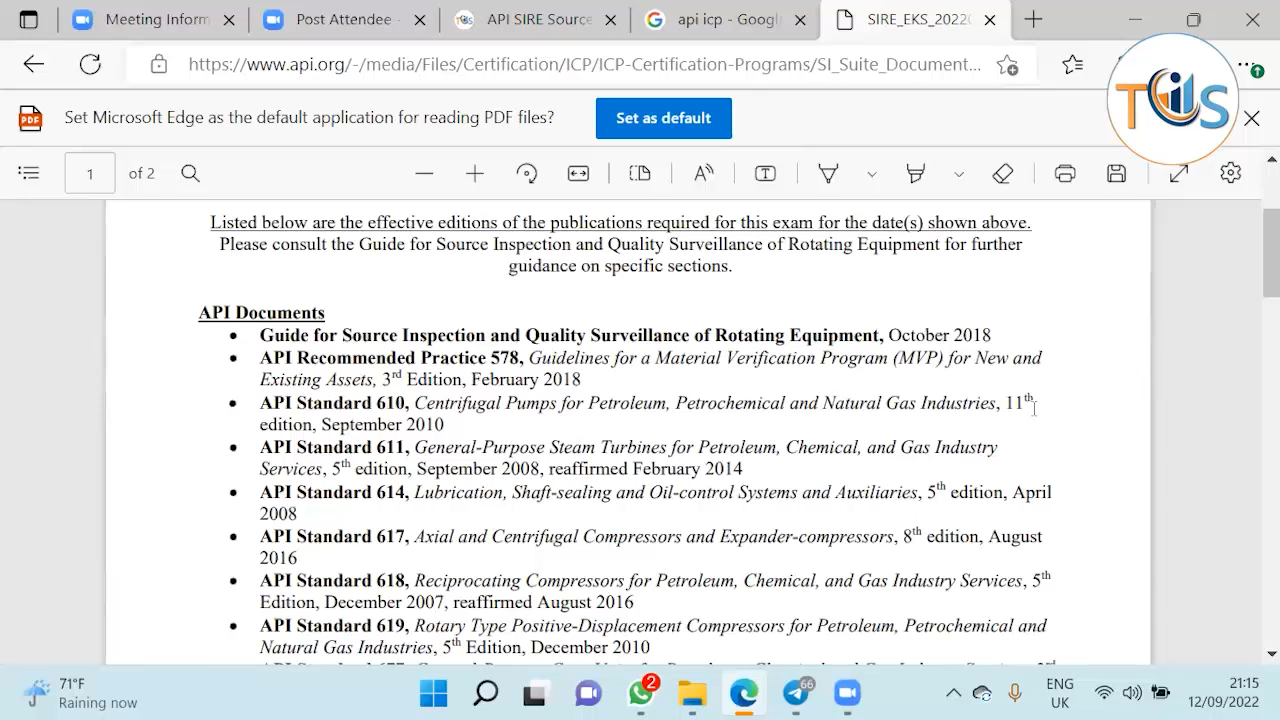 Meeting Inform
Post Attendee -
API SIRE Source
api icp - Googl
SIRE_EKS_2022
https://www.api.org/-/media/Files/Certification/ICP/ICP-Certification-Programs/SI_Suite_Document...
TIS
PDF
Set Microsoft Edge as the default application for reading PDF files?
Set as default
1 of 2
Listed below are the effective editions of the publications required for this exam for the date(s) shown above.
Please consult the Guide for Source Inspection and Quality Surveillance of Rotating Equipment for further
guidance on specific sections.
API Documents
• Guide for Source Inspection and Quality Surveillance of Rotating Equipment, October 2018
• API Recommended Practice 578, Guidelines for a Material Verification Program (MVP) for New and
Existing Assets, 3rd Edition, February 2018
• API Standard 610, Centrifugal Pumps for Petroleum, Petrochemical and Natural Gas Industries, 11th
edition, September 2010
• API Standard 611, General-Purpose Steam Turbines for Petroleum, Chemical, and Gas Industry
Services, 5th edition, September 2008, reaffirmed February 2014
• API Standard 614, Lubrication, Shaft-sealing and Oil-control Systems and Auxiliaries, 5th edition, April
2008
• API Standard 617, Axial and Centrifugal Compressors and Expander-compressors, 8th edition, August
2016
• API Standard 618, Reciprocating Compressors for Petroleum, Chemical, and Gas Industry Services, 5th
Edition, December 2007, reaffirmed August 2016
• API Standard 619, Rotary Type Positive-Displacement Compressors for Petroleum, Petrochemical and
Natural Gas Industries, 5th Edition, December 2010
71°F
Raining now
2
66
ENG
UK
21:15
12/09/2022